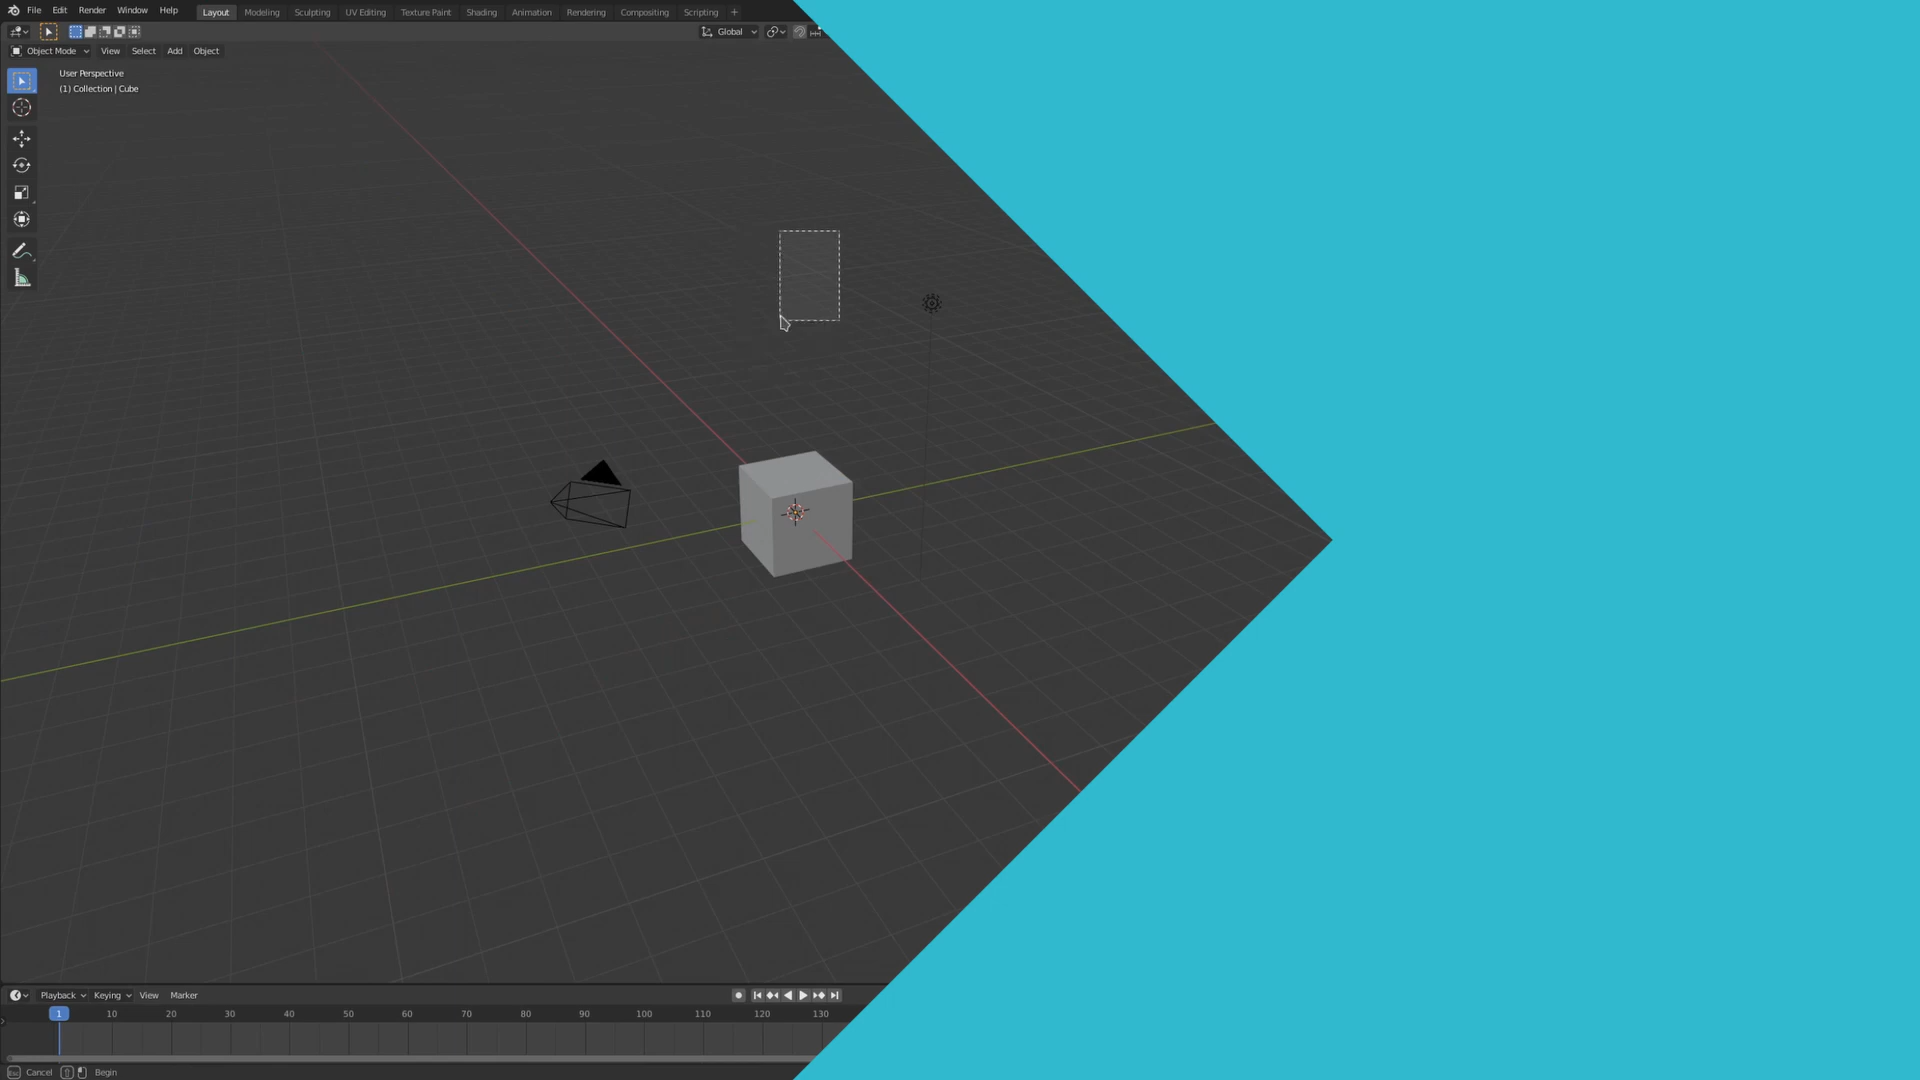 File Edit Render Window Help Layout Modeling Sculpting UV Editing Texture Paint Shading Animation Rendering Compositing Scripting +
Global
Object Mode View Select Add Object
User Perspective
(1) Collection | Cube
Playback Keying View Marker
1 10 20 30 40 50 60 70 80 90 100 110 120 130
Esc Cancel Begin